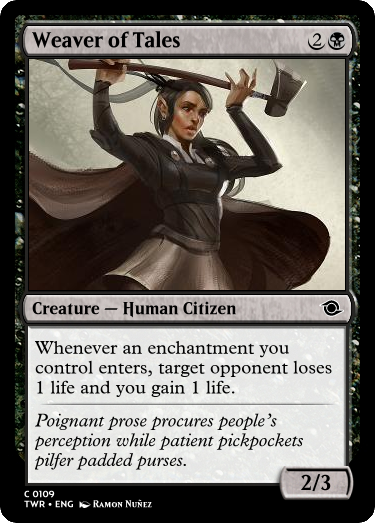 Weaver of Tales 2
Creature — Human Citizen
Whenever an enchantment you
control enters, target opponent loses
1 life and you gain 1 life.
Poignant prose procures people's
perception while patient pickpockets
pilfer padded purses.
2/3
C 0109
TWR • ENG Ramon Nuñez